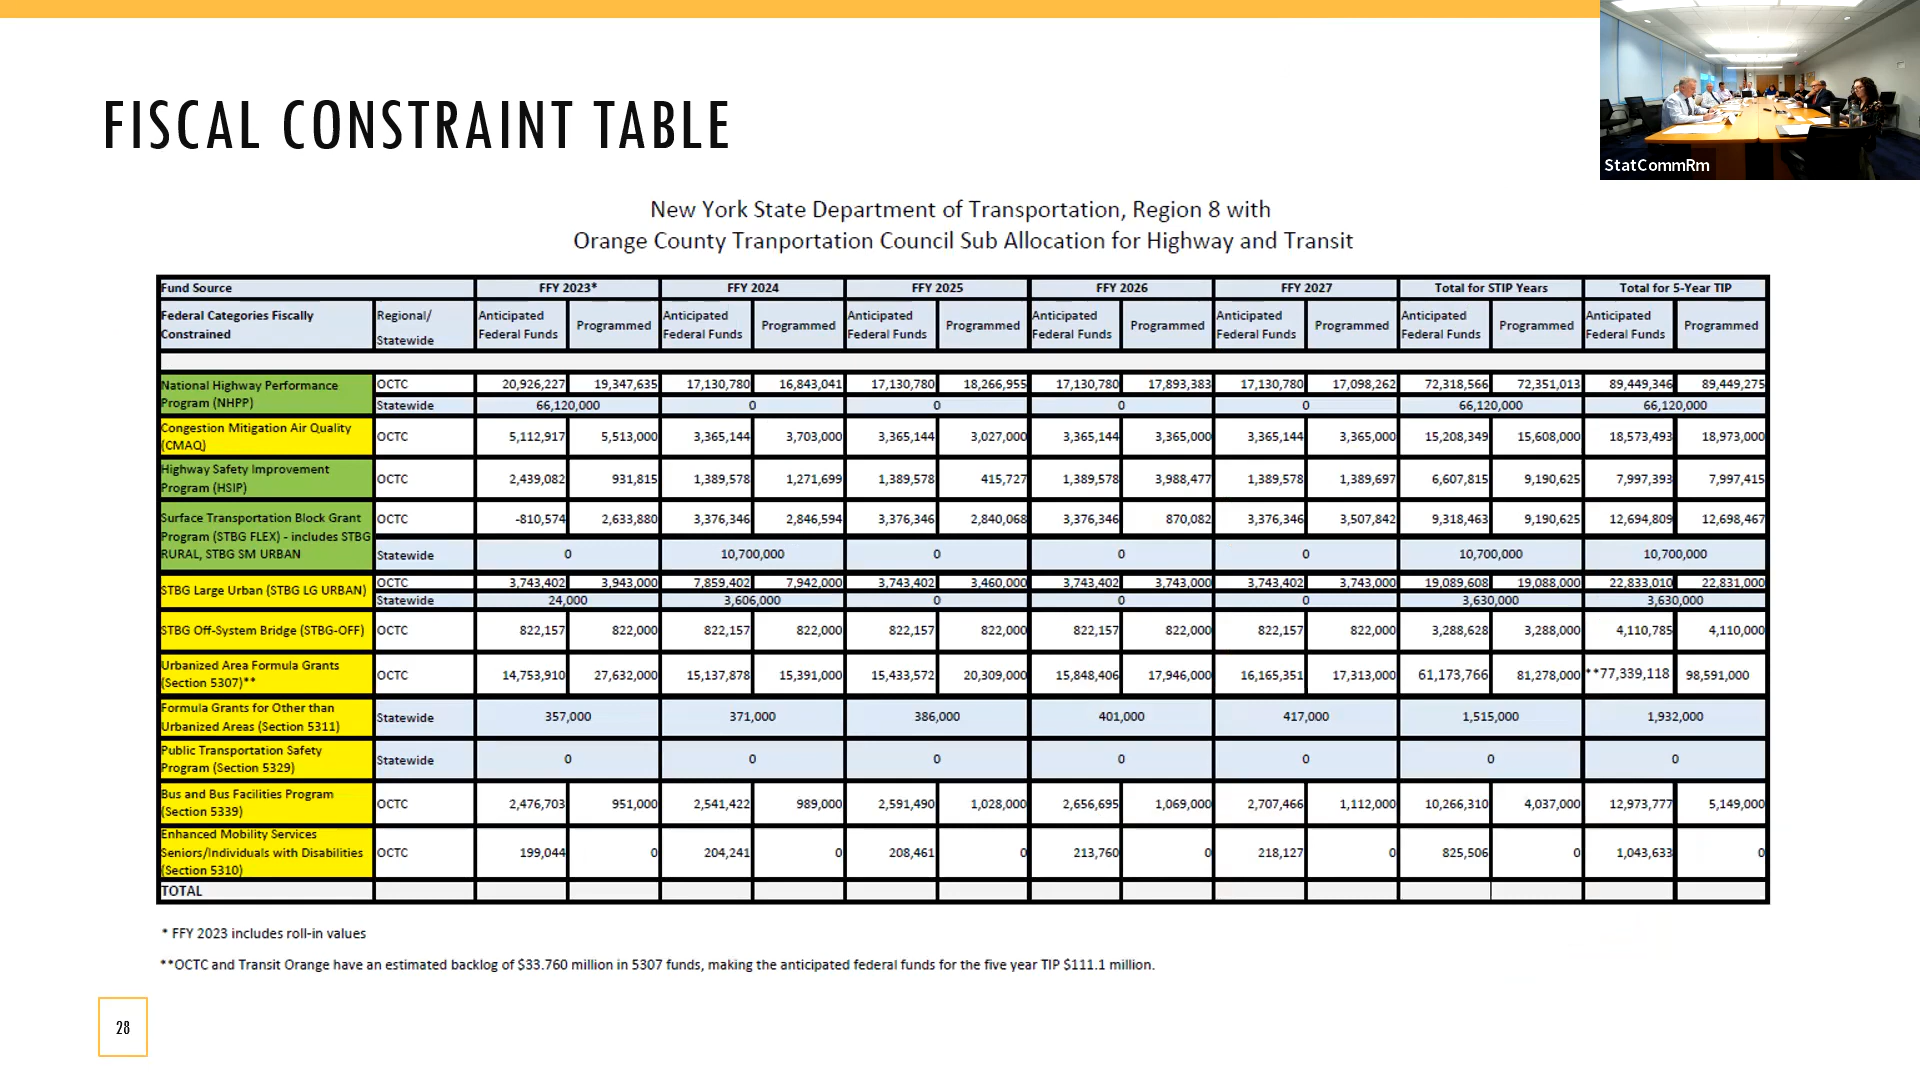 StatCommRm
FISCAL CONSTRAINT TABLE
New York State Department of Transportation, Region 8 with
Orange County Tranportation Council Sub Allocation for Highway and Transit
Fund Source FFY 2023* FFY 2024 FFY 2025 FFY 2026 FFY 2027 Total for STIP Years Total for 5-Year TIP
Federal Categories Fiscally Constrained Regional/ Statewide Anticipated Federal Funds Programmed Anticipated Federal Funds Programmed Anticipated Federal Funds Programmed Anticipated Federal Funds Programmed Anticipated Federal Funds Programmed Anticipated Federal Funds Programmed Anticipated Federal Funds Programmed
National Highway Performance Program (NHPP) OCTC 20,926,227 19,347,635 17,130,780 16,843,041 17,130,780 18,266,955 17,130,780 17,893,383 17,130,780 17,098,262 72,318,566 72,351,013 89,449,346 89,449,275
Statewide 66,120,000 0 0 0 0 66,120,000 66,120,000
Congestion Mitigation Air Quality (CMAQ) OCTC 5,112,917 5,513,000 3,365,144 3,703,000 3,365,144 3,027,000 3,365,144 3,365,000 3,365,144 3,365,000 15,208,349 15,608,000 18,573,493 18,973,000
Highway Safety Improvement Program (HSIP) OCTC 2,439,082 931,815 1,389,578 1,271,699 1,389,578 415,727 1,389,578 3,988,477 1,389,578 1,389,697 6,607,815 9,190,625 7,997,393 7,997,415
Surface Transportation Block Grant Program (STBG FLEX) - includes STBG RURAL, STBG SM URBAN OCTC -810,574 2,633,880 3,376,346 2,846,594 3,376,346 2,840,068 3,376,346 870,082 3,376,346 3,507,842 9,318,463 9,190,625 12,694,809 12,698,467
Statewide 0 10,700,000 0 0 0 10,700,000 10,700,000
STBG Large Urban (STBG LG URBAN) OCTC 3,743,402 3,943,000 7,859,402 7,942,000 3,743,402 3,460,000 3,743,402 3,743,000 3,743,402 3,743,000 19,089,608 19,088,000 22,833,010 22,831,000
Statewide 24,000 3,606,000 0 0 0 3,630,000 3,630,000
STBG Off-System Bridge (STBG-OFF) OCTC 822,157 822,000 822,157 822,000 822,157 822,000 822,157 822,000 822,157 822,000 3,288,628 3,288,000 4,110,785 4,110,000
Urbanized Area Formula Grants (Section 5307)** OCTC 14,753,910 27,632,000 15,137,878 15,391,000 15,433,572 20,309,000 15,848,406 17,946,000 16,165,351 17,313,000 61,173,766 81,278,000 **77,339,118 98,591,000
Formula Grants for Other than Urbanized Areas (Section 5311) Statewide 357,000 371,000 386,000 401,000 417,000 1,515,000 1,932,000
Public Transportation Safety Program (Section 5329) Statewide 0 0 0 0 0 0 0
Bus and Bus Facilities Program (Section 5339) OCTC 2,476,703 951,000 2,541,422 989,000 2,591,490 1,028,000 2,656,695 1,069,000 2,707,466 1,112,000 10,266,310 4,037,000 12,973,777 5,149,000
Enhanced Mobility Services Seniors/Individuals with Disabilities (Section 5310) OCTC 199,044 0 204,241 0 208,461 0 213,760 0 218,127 0 825,506 0 1,043,633 0
TOTAL
* FFY 2023 includes roll-in values
**OCTC and Transit Orange have an estimated backlog of $33.760 million in 5307 funds, making the anticipated federal funds for the five year TIP $111.1 million.
28